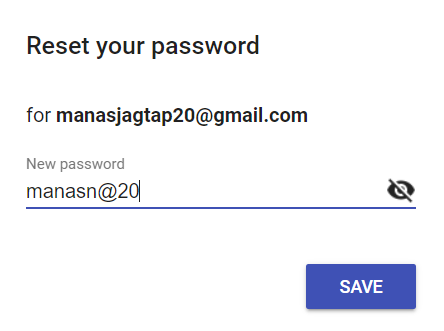 Reset your password
for manasjagtap20@gmail.com
New password
manasn@20
SAVE